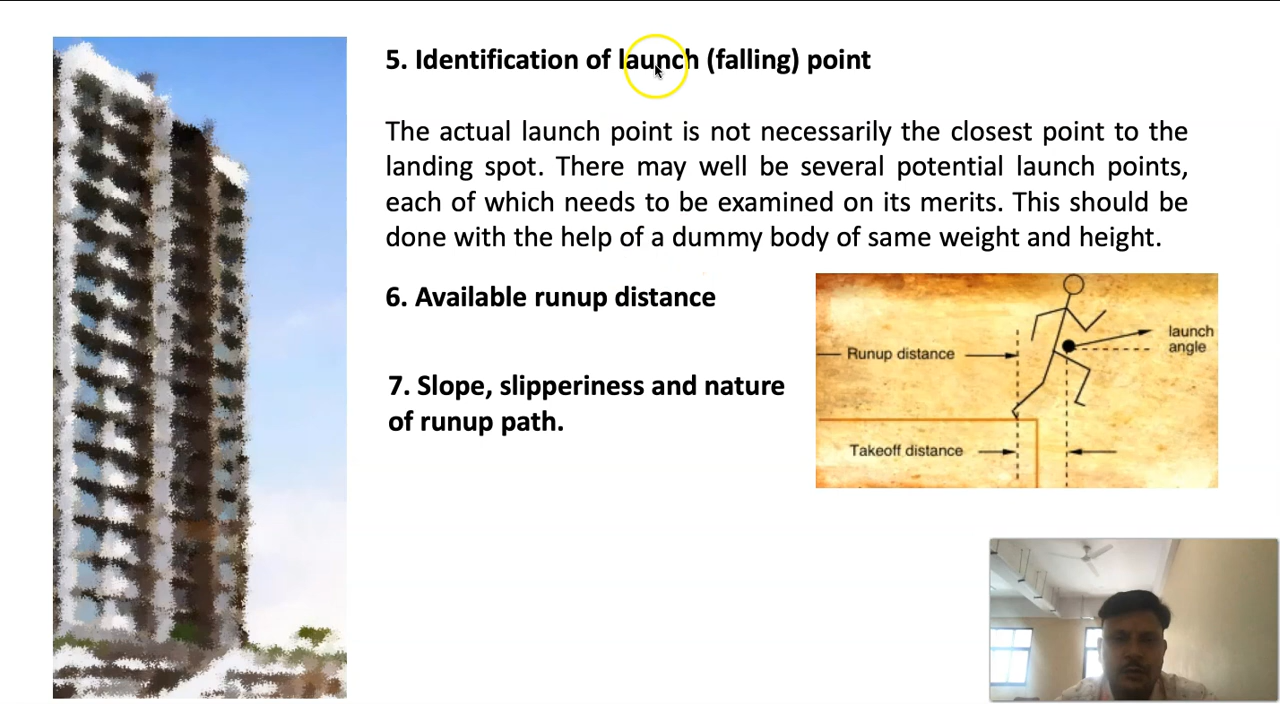 5. Identification of launch (falling) point
The actual launch point is not necessarily the closest point to the
landing spot. There may well be several potential launch points,
each of which needs to be examined on its merits. This should be
done with the help of a dummy body of same weight and height.
6. Available runup distance
7. Slope, slipperiness and nature
of runup path.
launch
angle
Runup distance
Takeoff distance